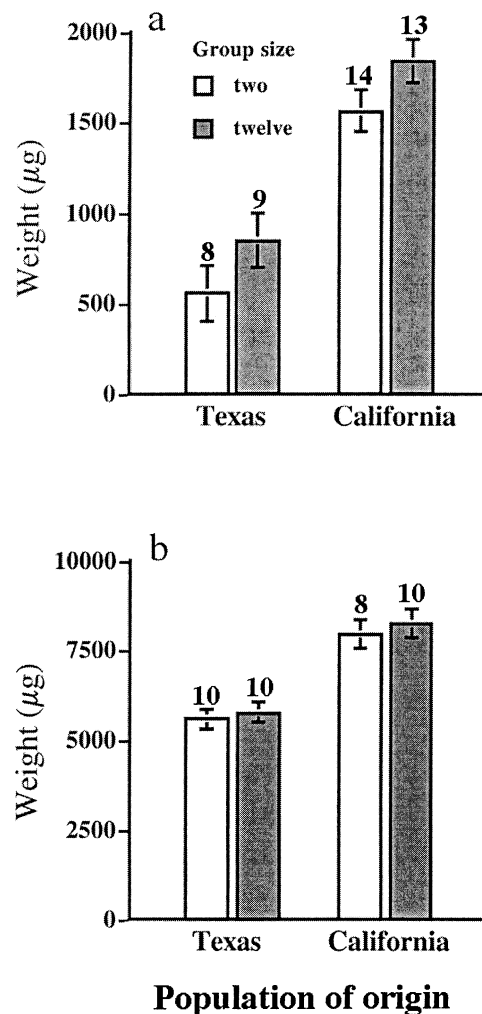 a
2000
1500
1000
500
0
Weight (μg)
Group size
two
twelve
8
9
14
13
Texas
California
b
10000
7500
5000
2500
0
Weight (μg)
10
10
8
10
Texas
California
Population of origin